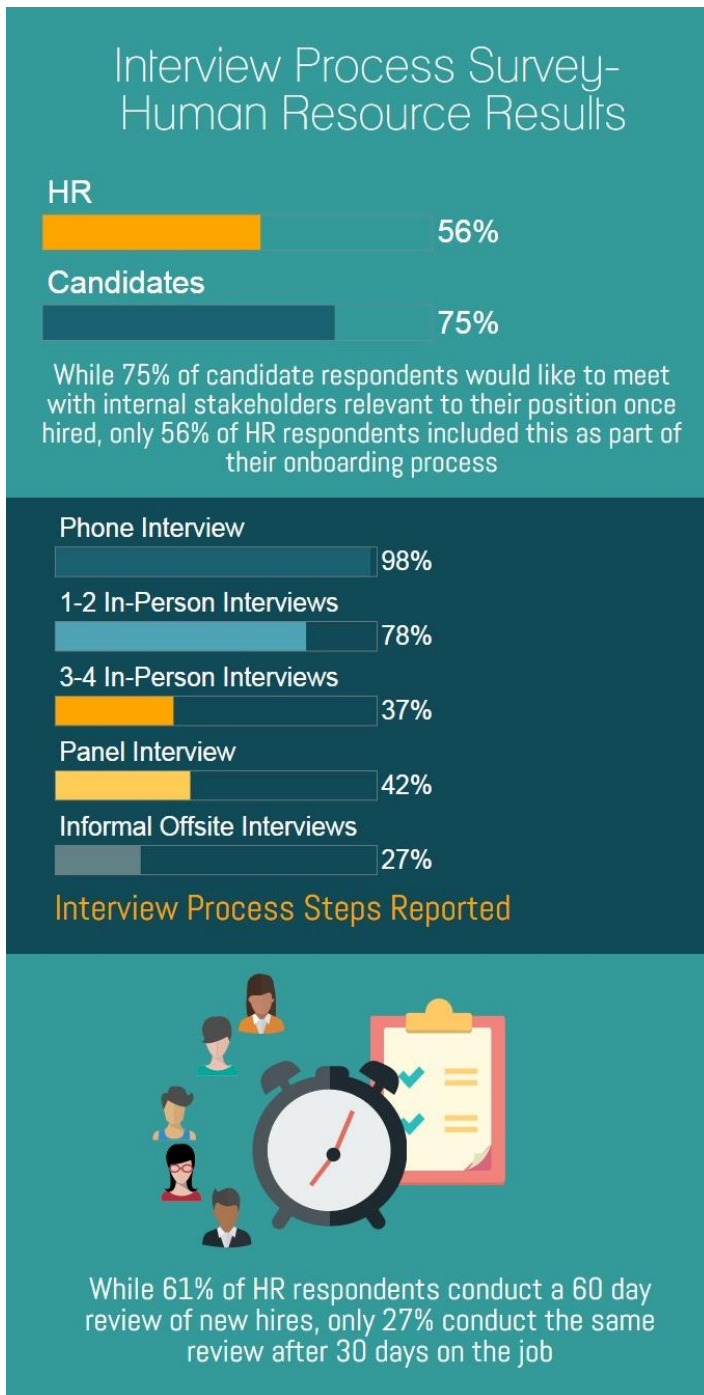 Interview Process Survey-
Human Resource Results
HR
56%
Candidates
75%
While 75% of candidate respondents would like to meet
with internal stakeholders relevant to their position once
hired, only 56% of HR respondents included this as part of
their onboarding process
Phone Interview
98%
1-2 In-Person Interviews
78%
3-4 In-Person Interviews
37%
Panel Interview
42%
Informal Offsite Interviews
27%
Interview Process Steps Reported
While 61% of HR respondents conduct a 60 day
review of new hires, only 27% conduct the same
review after 30 days on the job